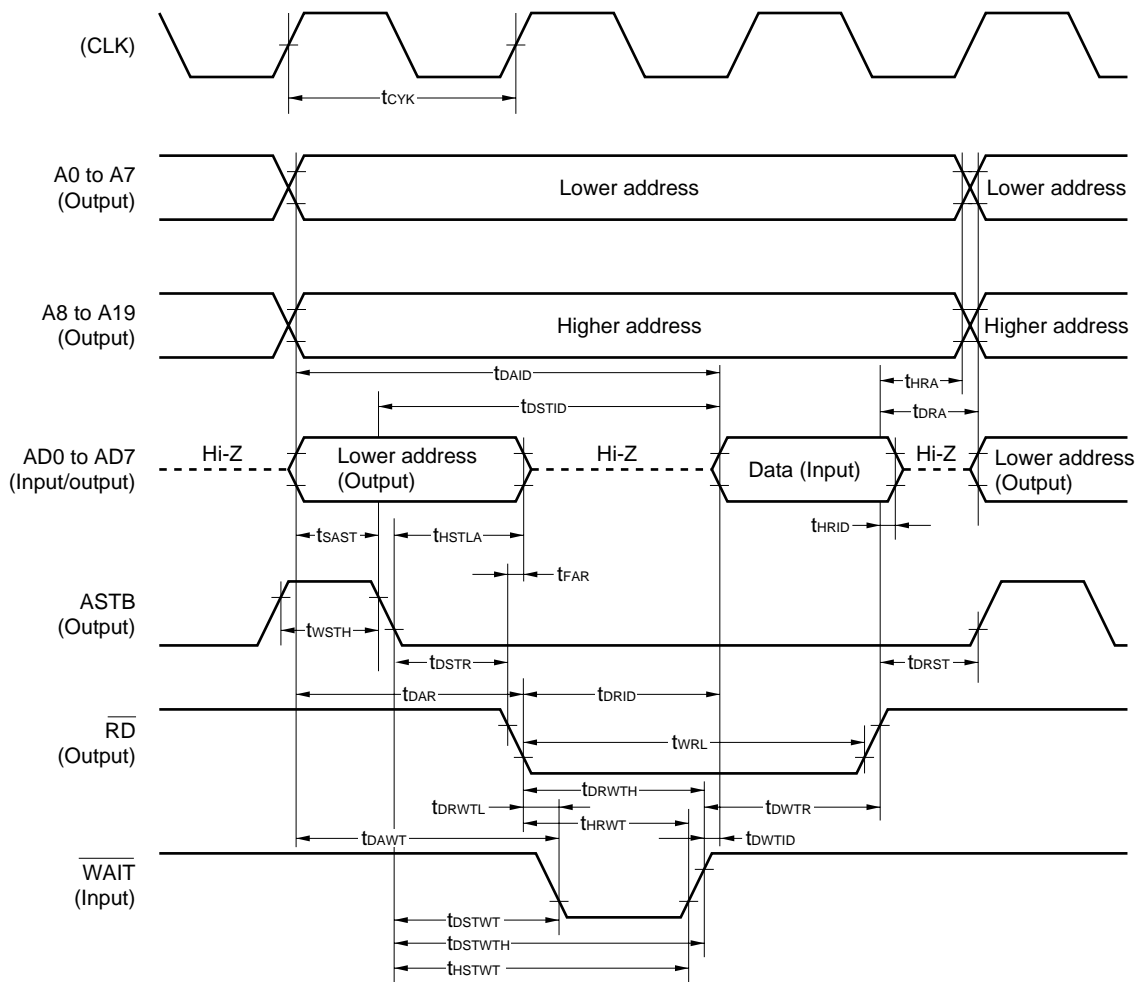 (CLK)
tCYK
A0 to A7
(Output)
Lower address
Lower address
A8 to A19
(Output)
Higher address
Higher address
tDAID
tHRA
tDSTID
tDRA
AD0 to AD7
(Input/output)
Hi-Z
Lower address
(Output)
Hi-Z
Data (Input)
Hi-Z
Lower address
(Output)
tSAST
tHSTLA
tHRID
tFAR
ASTB
(Output)
tWSTH
tDSTR
tDRST
tDAR
tDRID
RD
(Output)
tWRL
tDRWTH
tDRWTL
tDWTR
tHRWT
tDAWT
tDWTID
WAIT
(Input)
tDSTWT
tDSTWTH
tHSTWT